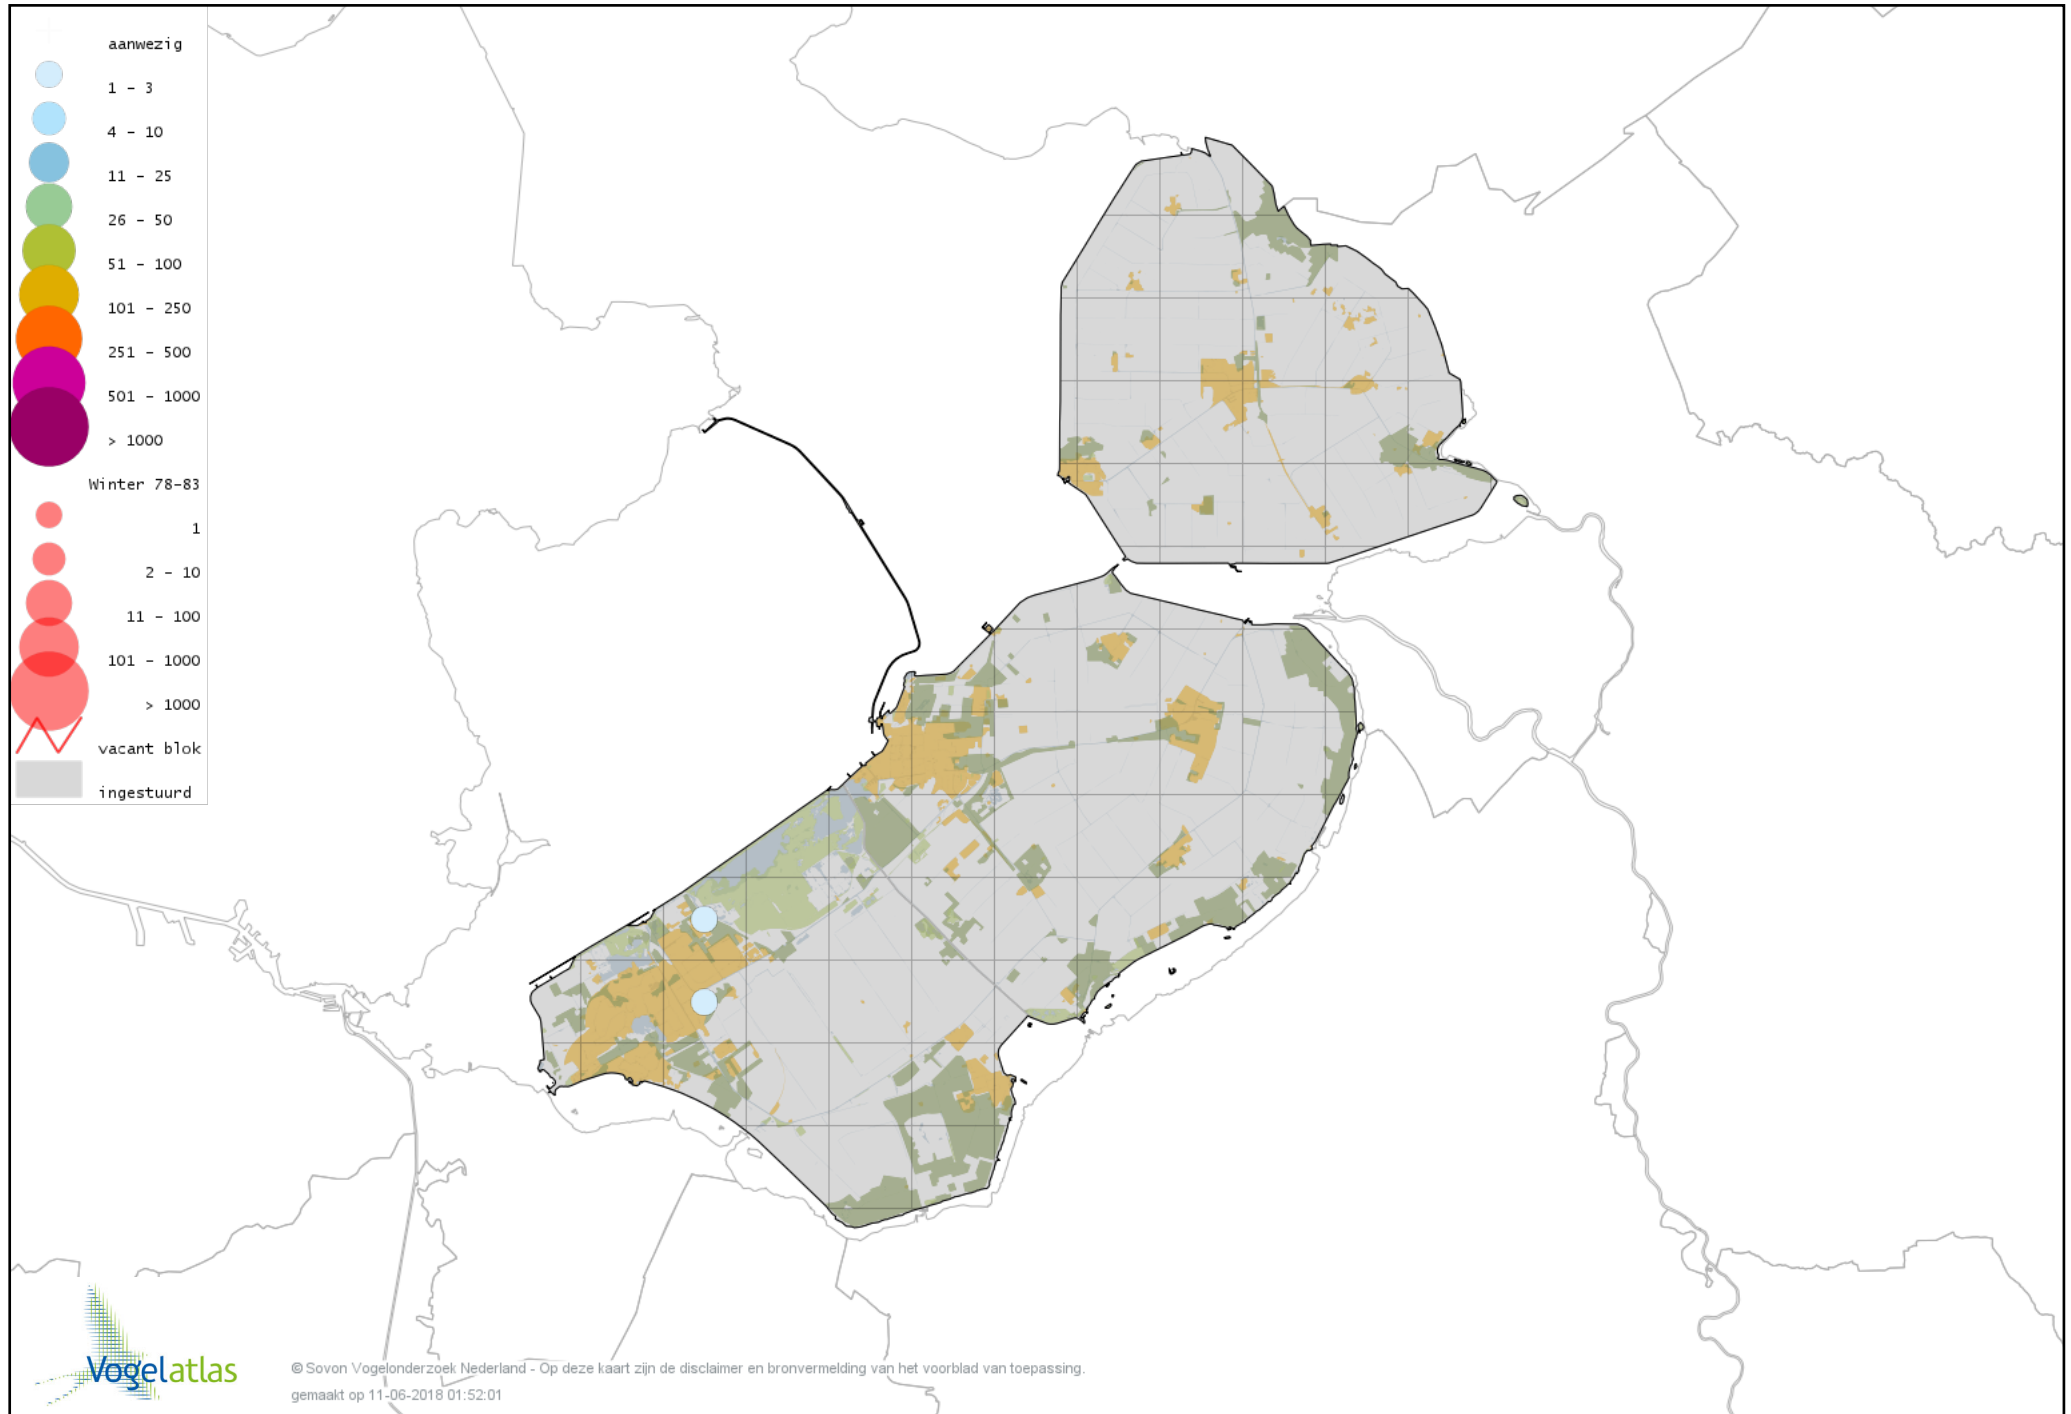 aanwezig
1 - 3
4 - 10
11 - 25
26 - 50
51 - 100
101 - 250
251 - 500
501 - 1000
> 1000
Winter 78-83
1
2 - 10
11 - 100
101 - 1000
> 1000
vacant blok
ingestuurd
Vogelatlas
© Sovon Vogelonderzoek Nederland - Op deze kaart zijn de disclaimer en bronvermelding van het voorblad van toepassing.
gemaakt op 11-06-2018 01:52:01